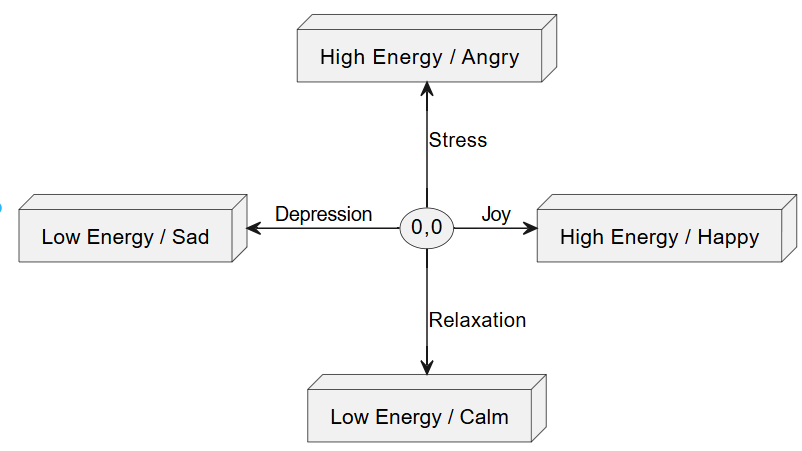 High Energy / Angry
Stress
Depression
Joy
Low Energy / Sad
0,0
High Energy / Happy
Relaxation
Low Energy / Calm